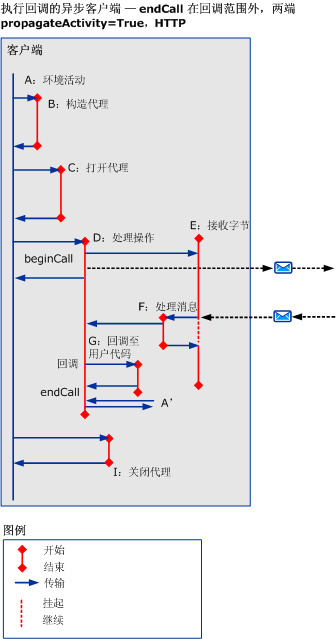 执行回调的异步客户端 — endCall 在回调范围外，两端
propagateActivity=True，HTTP
客户端
A：环境活动
B：构造代理
C：打开代理
E：接收字节
D：处理操作
beginCall
F：处理消息
G：回调至
用户代码
回调
endCall
A’
I：关闭代理
图例
开始
结束
传输
挂起
继续